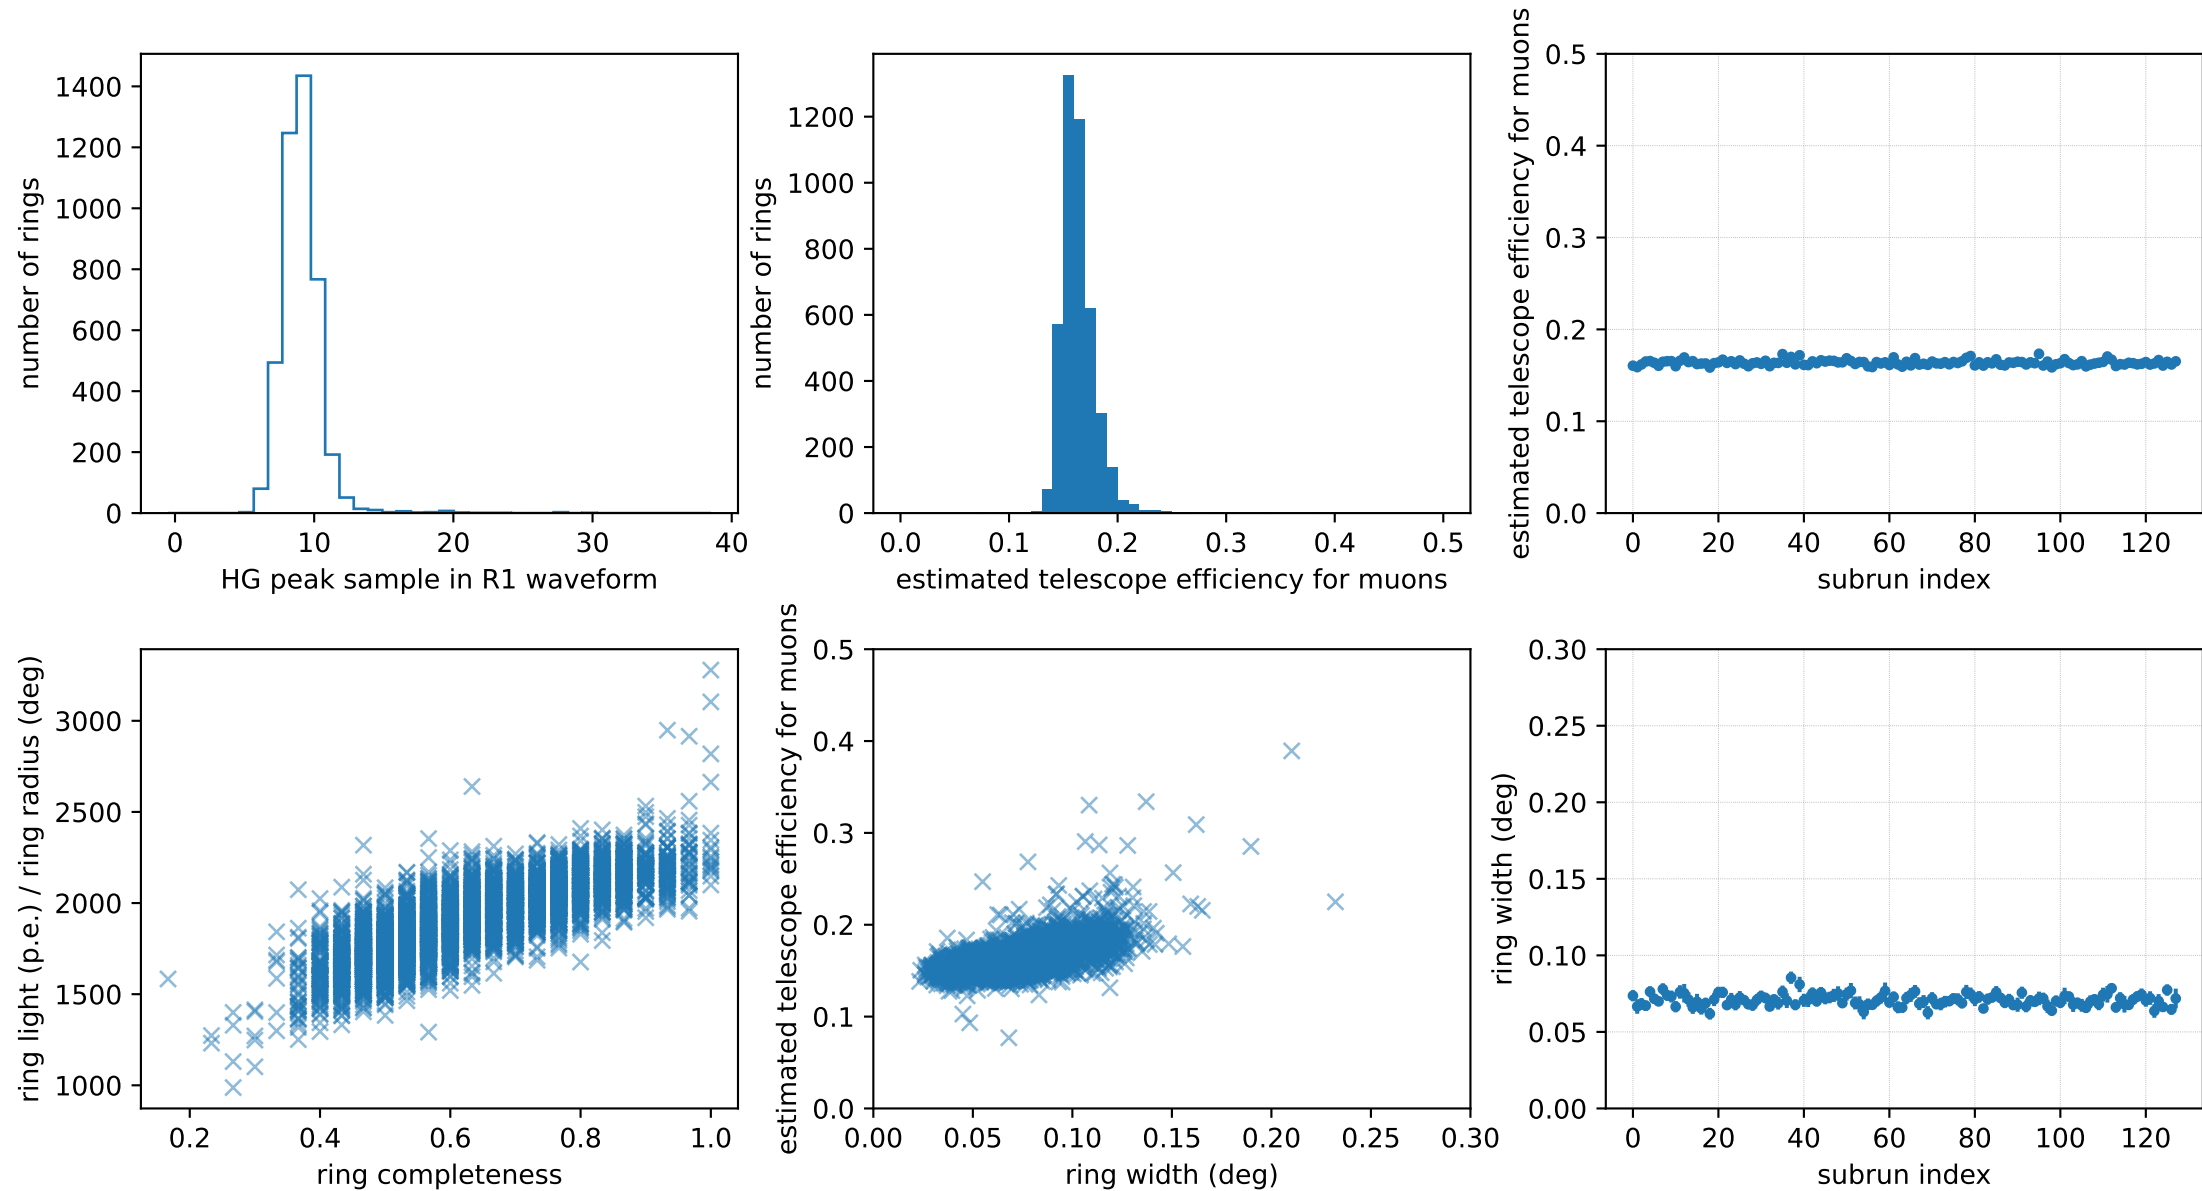 number of rings
1400
1200
1000
800
600
400
200
0
0 10 20 30 40
HG peak sample in R1 waveform
number of rings
1200
1000
800
600
400
200
0
0.0 0.1 0.2 0.3 0.4 0.5
estimated telescope efficiency for muons
estimated telescope efficiency for muons
0.5
0.4
0.3
0.2
0.1
0.0
0 20 40 60 80 100 120
subrun index
ring light (p.e.) / ring radius (deg)
3000
2500
2000
1500
1000
0.2 0.4 0.6 0.8 1.0
ring completeness
estimated telescope efficiency for muons
0.5
0.4
0.3
0.2
0.1
0.0
0.00 0.05 0.10 0.15 0.20 0.25 0.30
ring width (deg)
ring width (deg)
0.30
0.25
0.20
0.15
0.10
0.05
0.00
0 20 40 60 80 100 120
subrun index